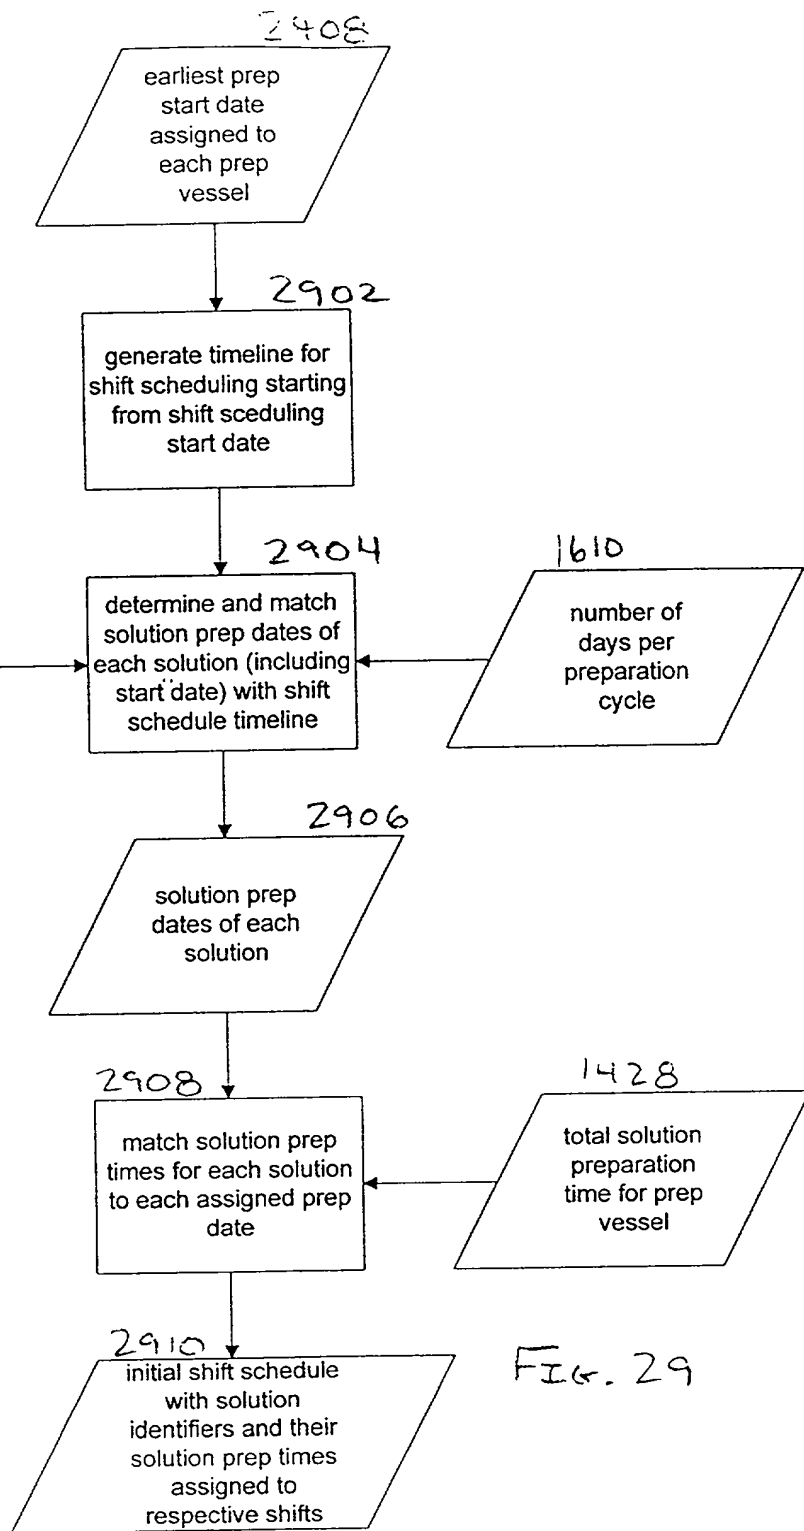 2408
earliest prep
start date
assigned to
each prep
vessel
2902
generate timeline for
shift scheduling starting
from shift sceduling
start date
2904
determine and match
solution prep dates of
each solution (including
start date) with shift
schedule timeline
1610
number of
days per
preparation
cycle
2906
solution prep
dates of each
solution
2908
match solution prep
times for each solution
to each assigned prep
date
1428
total solution
preparation
time for prep
vessel
2910
initial shift schedule
with solution
identifiers and their
solution prep times
assigned to
respective shifts
FIG. 29